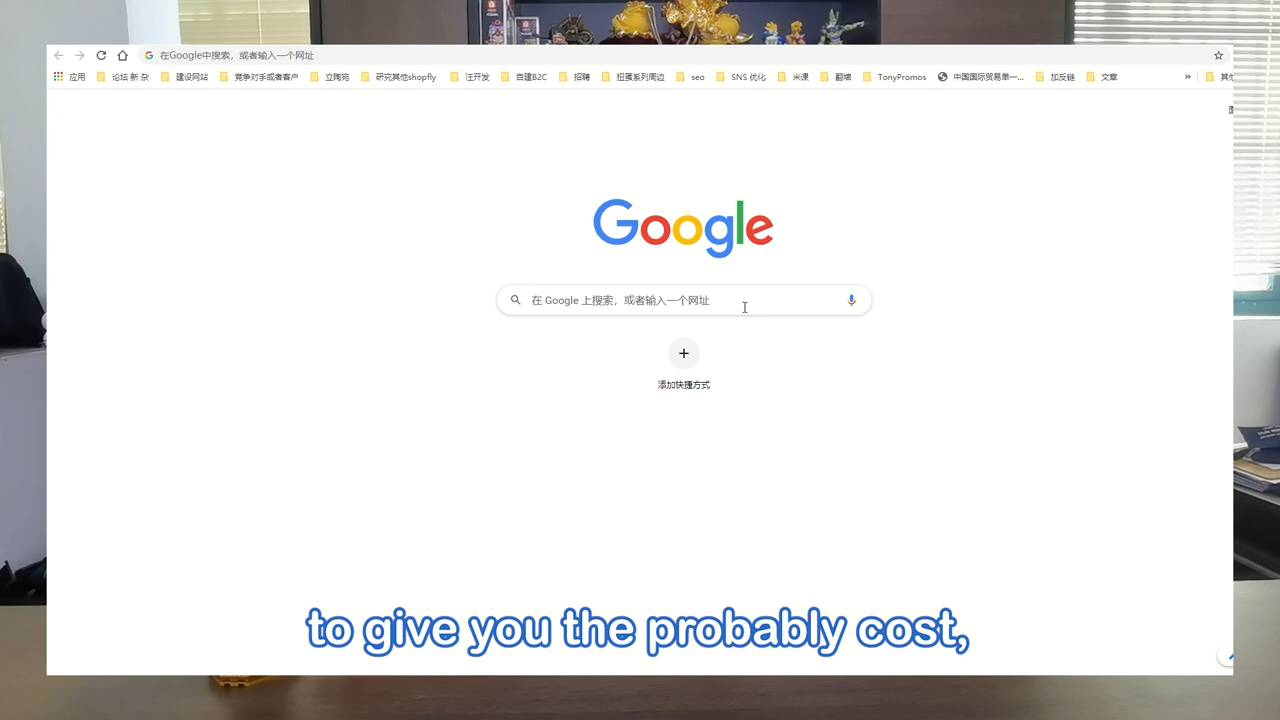 在Google中搜索，或者输入一个网址
应用 论坛 新 杂 建设网站 竞争对手或者客户 立陶宛 研究其他shopfly 汪开发 自建B2C 招聘 扭蛋系列周边 seo SNS 优化 米课 翻墙 TonyPromos 中国国际贸易单一... 加反链 文章 » 其
Google
在 Google 上搜索，或者输入一个网址
添加快捷方式
to give you the probably cost,